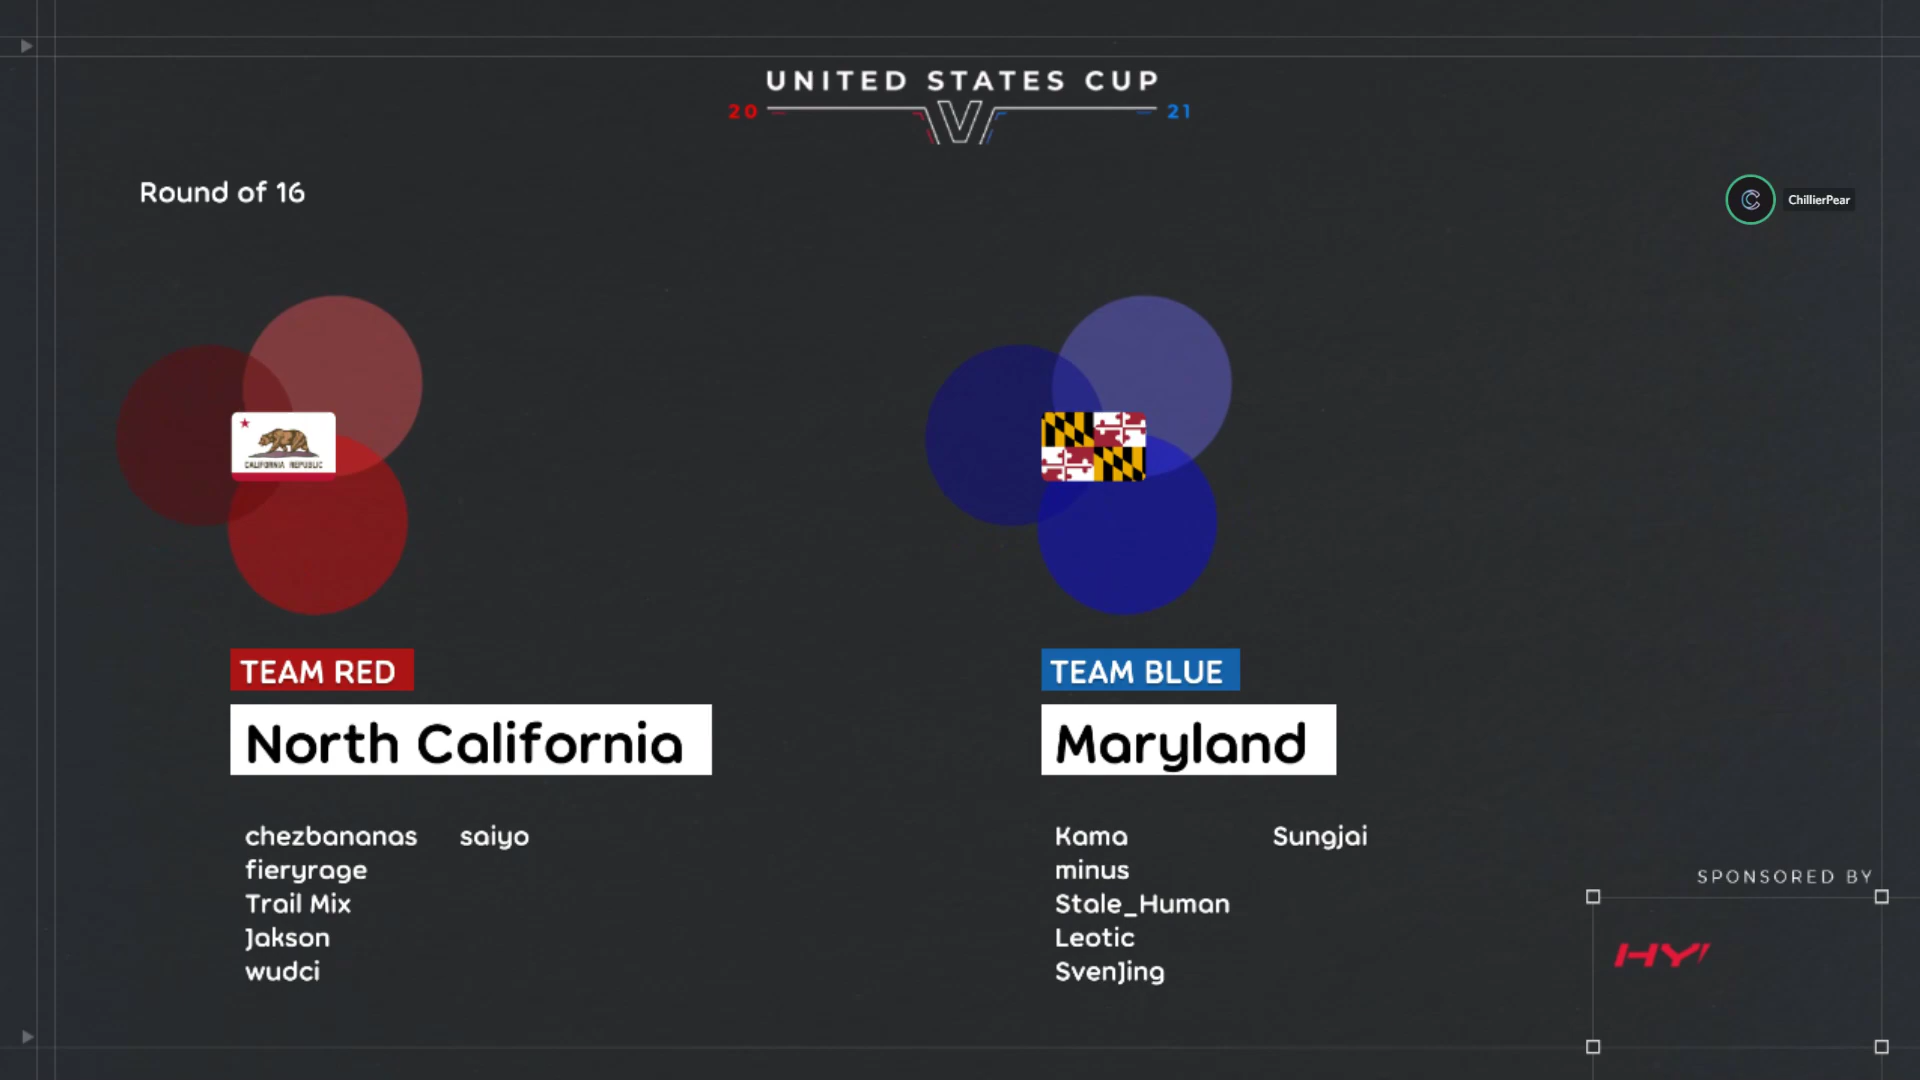 UNITED STATES CUP
20 V 21
Round of 16
ChillierPear
CALIFORNIA REPUBLIC
TEAM RED
North California
chezbananas saiyo
fieryrage
Trail Mix
Jakson
wudci
TEAM BLUE
Maryland
Kama Sungjai
minus
Stale_Human
Leotic
SvenJing
SPONSORED BY